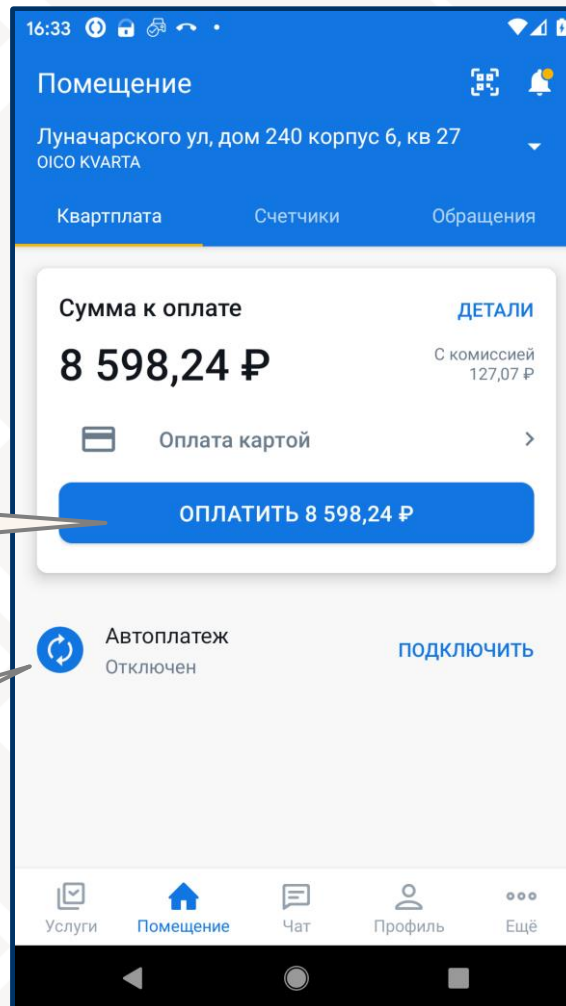 16:33
Помещение
Луначарского ул, дом 240 корпус 6, кв 27
OICO KVARTA
Квартплата Счетчики Обращения
Сумма к оплате ДЕТАЛИ
8 598,24 ₽ С комиссией
127,07 ₽
Оплата картой
ОПЛАТИТЬ 8 598,24 ₽
Автоплатеж
Отключен
ПОДКЛЮЧИТЬ
Услуги Помещение Чат Профиль Ещё